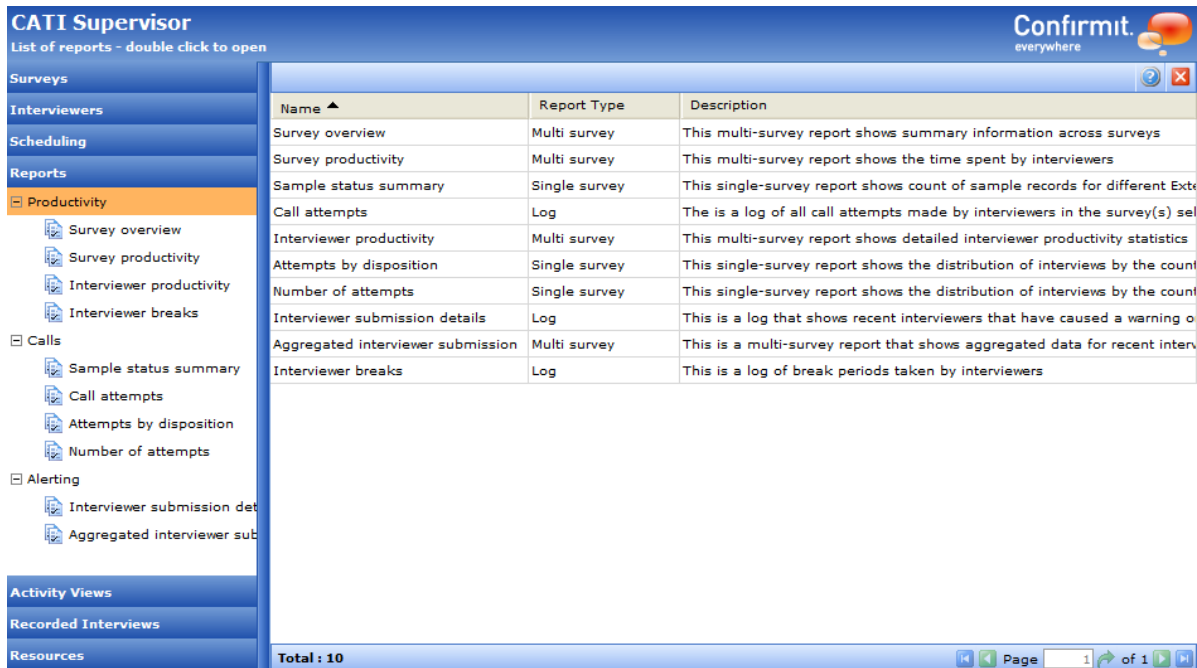 CATI Supervisor
List of reports - double click to open
Confirmit.
everywhere
Surveys
Interviewers
Scheduling
Reports
Productivity
Survey overview
Survey productivity
Interviewer productivity
Interviewer breaks
Calls
Sample status summary
Call attempts
Attempts by disposition
Number of attempts
Alerting
Interviewer submission det
Aggregated interviewer sub
Activity Views
Recorded Interviews
Resources
Name Report Type Description
Survey overview Multi survey This multi-survey report shows summary information across surveys
Survey productivity Multi survey This multi-survey report shows the time spent by interviewers
Sample status summary Single survey This single-survey report shows count of sample records for different Exte
Call attempts Log The is a log of all call attempts made by interviewers in the survey(s) sel
Interviewer productivity Multi survey This multi-survey report shows detailed interviewer productivity statistics
Attempts by disposition Single survey This single-survey report shows the distribution of interviews by the count
Number of attempts Single survey This single-survey report shows the distribution of interviews by the count
Interviewer submission details Log This is a log that shows recent interviewers that have caused a warning o
Aggregated interviewer submission Multi survey This is a multi-survey report that shows aggregated data for recent interv
Interviewer breaks Log This is a log of break periods taken by interviewers
Total : 10 Page 1 of 1